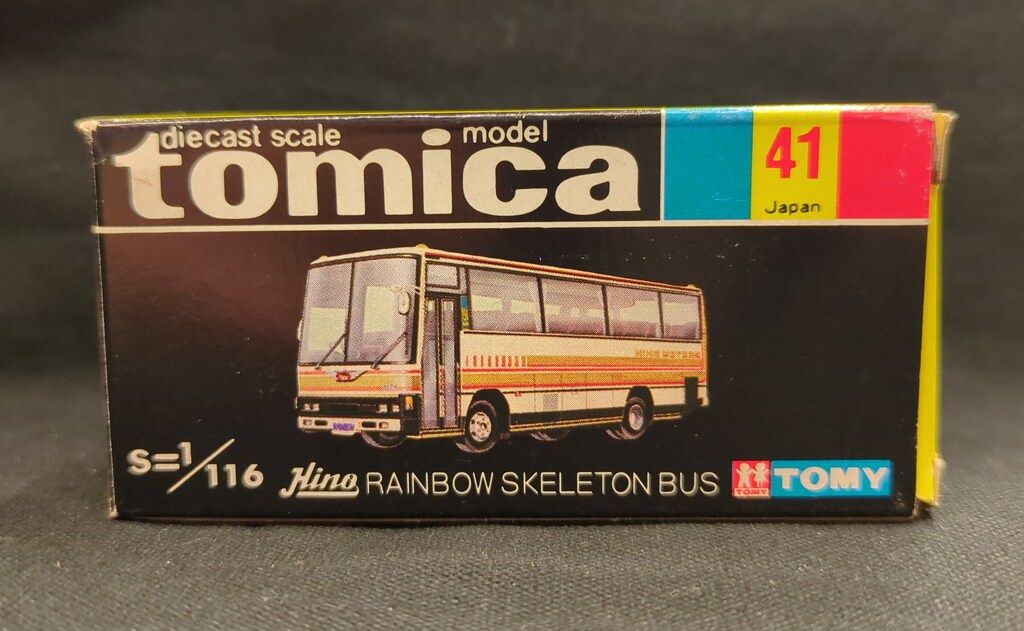 diecast scale model
tomica
41
Japan
S=1/116
Hino RAINBOW SKELETON BUS
TOMY
TOMY